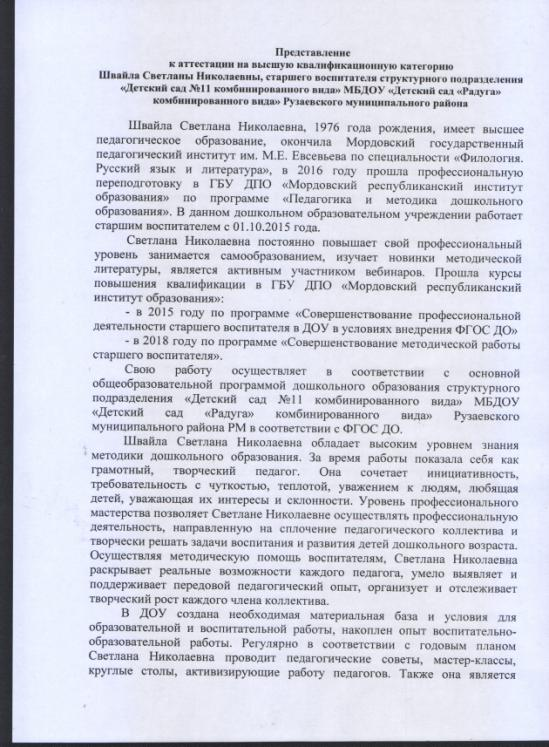 Представление
к аттестации на высшую квалификационную категорию
Швайла Светланы Николаевны, старшего воспитателя структурного подразделения
«Детский сад №11 комбинированного вида» МБДОУ «Детский сад «Радуга»
комбинированного вида» Рузаевского муниципального района
Швайла Светлана Николаевна, 1976 года рождения, имеет высшее
педагогическое образование, окончила Мордовский государственный
педагогический институт им. М.Е. Евсевьева по специальности «Филология.
Русский язык и литература», в 2016 году прошла профессиональную
переподготовку в ГБУ ДПО «Мордовский республиканский институт
образования» по программе «Педагогика и методика дошкольного
образования». В данном дошкольном образовательном учреждении работает
старшим воспитателем с 01.10.2015 года.
Светлана Николаевна постоянно повышает свой профессиональный
уровень занимается самообразованием, изучает новинки методической
литературы, является активным участником вебинаров. Прошла курсы
повышения квалификации в ГБУ ДПО «Мордовский республиканский
институт образования»:
- в 2015 году по программе «Совершенствование профессиональной
деятельности старшего воспитателя в ДОУ в условиях внедрения ФГОС ДО»
- в 2018 году по программе «Совершенствование методической работы
старшего воспитателя».
Свою работу осуществляет в соответствии с основной
общеобразовательной программой дошкольного образования структурного
подразделения «Детский сад №11 комбинированного вида» МБДОУ
«Детский сад «Радуга» комбинированного вида» Рузаевского
муниципального района РМ в соответствии с ФГОС ДО.
Швайла Светлана Николаевна обладает высоким уровнем знания
методики дошкольного образования. За время работы показала себя как
грамотный, творческий педагог. Она сочетает инициативность,
требовательность с чуткостью, теплотой, уважением к людям, любящая
детей, уважающая их интересы и склонности. Уровень профессионального
мастерства позволяет Светлане Николаевне осуществлять профессиональную
деятельность, направленную на сплочение педагогического коллектива и
творчески решать задачи воспитания и развития детей дошкольного возраста.
Осуществляя методическую помощь воспитателям, Светлана Николаевна
раскрывает реальные возможности каждого педагога, умело выявляет и
поддерживает передовой педагогический опыт, организует и отслеживает
творческий рост каждого члена коллектива.
В ДОУ создана необходимая материальная база и условия для
образовательной и воспитательной работы, накоплен опыт воспитательно-
образовательной работы. Регулярно в соответствии с годовым планом
Светлана Николаевна проводит педагогические советы, мастер-классы,
круглые столы, активизирующие работу педагогов. Также она является